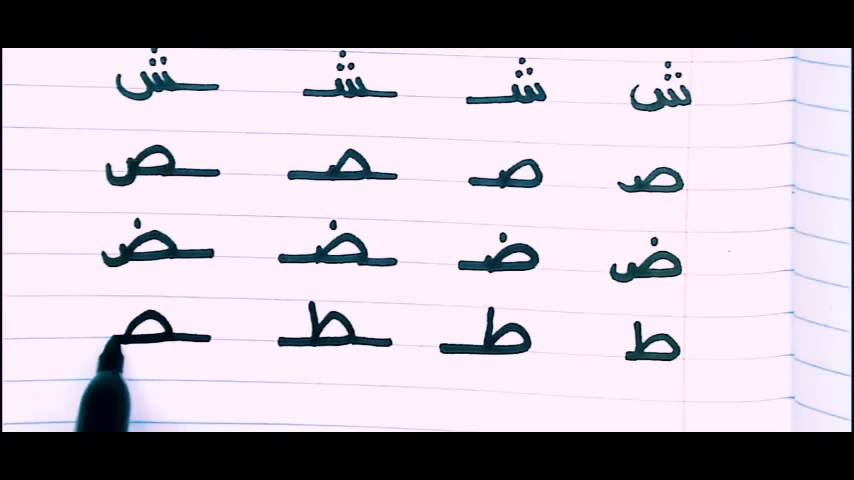 ش شـ ـشـ ـش
ص صـ ـصـ ـص
ض ضـ ـضـ ـض
ط طـ ـطـ